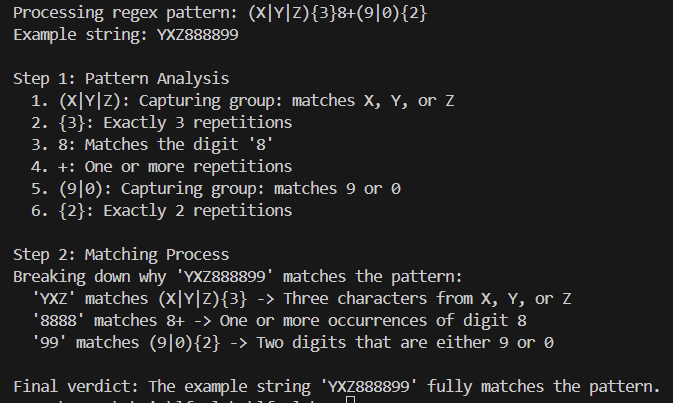 Processing regex pattern: (X|Y|Z){3}8+(9|0){2}
Example string: YXZ888899
Step 1: Pattern Analysis
1. (X|Y|Z): Capturing group: matches X, Y, or Z
2. {3}: Exactly 3 repetitions
3. 8: Matches the digit '8'
4. +: One or more repetitions
5. (9|0): Capturing group: matches 9 or 0
6. {2}: Exactly 2 repetitions
Step 2: Matching Process
Breaking down why 'YXZ888899' matches the pattern:
'YXZ' matches (X|Y|Z){3} -> Three characters from X, Y, or Z
'8888' matches 8+ -> One or more occurrences of digit 8
'99' matches (9|0){2} -> Two digits that are either 9 or 0
Final verdict: The example string 'YXZ888899' fully matches the pattern.